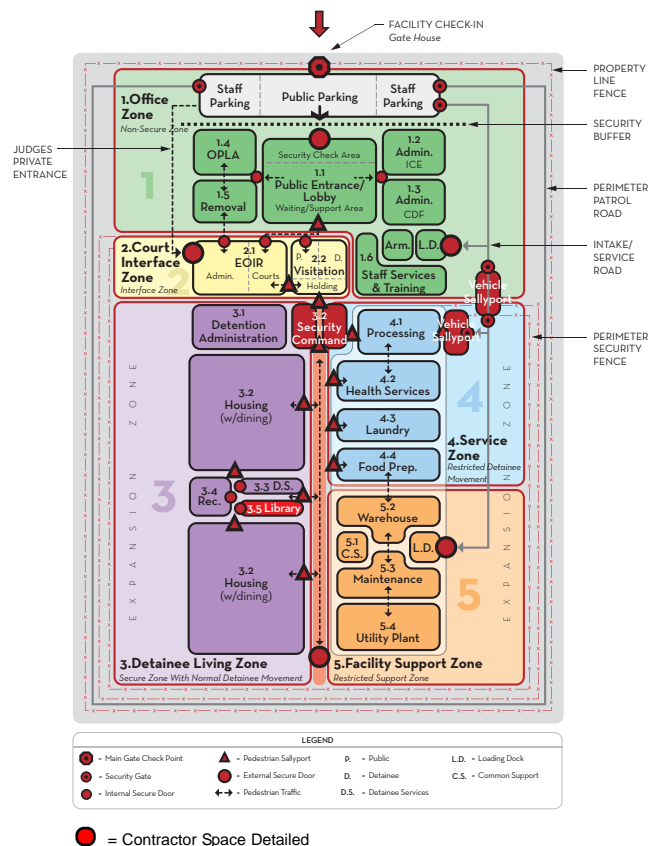 FACILITY CHECK-IN
Gate House
PROPERTY
LINE
FENCE
SECURITY
BUFFER
JUDGES
PRIVATE
ENTRANCE
PERIMETER
PATROL
ROAD
INTAKE/
SERVICE
ROAD
PERIMETER
SECURITY
FENCE
1.Office
Zone
Non-Secure Zone
1
Staff
Parking
Public Parking
Staff
Parking
1.4
OPLA
Security Check Area
1.1
Public Entrance/
Lobby
Waiting/Support Area
1.2
Admin.
ICE
1.5
Removal
1.3
Admin.
CDF
1.6
Arm.
L.D.
Staff Services
& Training
2.Court
Interface
Zone
Interface Zone
2
2.1
EOIR
Admin.
Courts
P.
D.
2.2
Visitation
Holding
Vehicle
Sallyport
3.1
Detention
Administration
3.2
Security
Command
4.1
Processing
Vehicle
Sallyport
3.2
Housing
(w/dining)
4.2
Health Services
4
4.3
Laundry
4.Service
Zone
Restricted Detainee
Movement
4.4
Food Prep.
EXPANSION ZONE
3
3.4
Rec.
3.3 D.S.
3.5 Library
5.2
Warehouse
5.1
C.S.
L.D.
EXPANSION ZONE
3.2
Housing
(w/dining)
5.3
Maintenance
5
5.4
Utility Plant
3.Detainee Living Zone
Secure Zone With Normal Detainee Movement
5.Facility Support Zone
Restricted Support Zone
LEGEND
- Main Gate Check Point
- Pedestrian Sallyport
P. - Public
L.D. - Loading Dock
- Security Gate
- External Secure Door
D. - Detainee
C.S. - Common Support
- Internal Secure Door
- Pedestrian Traffic
D.S. - Detainee Services
= Contractor Space Detailed